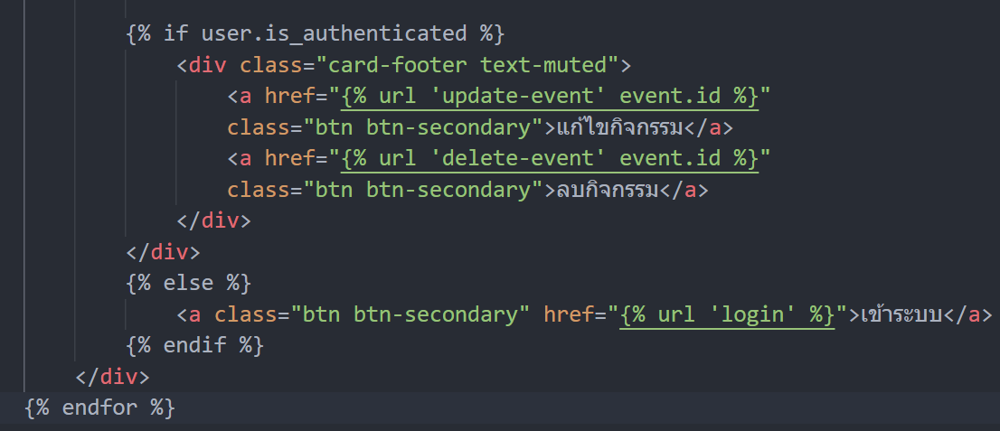 {% if user.is_authenticated %}
<div class="card-footer text-muted">
<a href="{% url 'update-event' event.id %}"
class="btn btn-secondary">แก้ไขกิจกรรม</a>
<a href="{% url 'delete-event' event.id %}"
class="btn btn-secondary">ลบกิจกรรม</a>
</div>
</div>
{% else %}
<a class="btn btn-secondary" href="{% url 'login' %}">เข้าระบบ</a>
{% endif %}
</div>
{% endfor %}